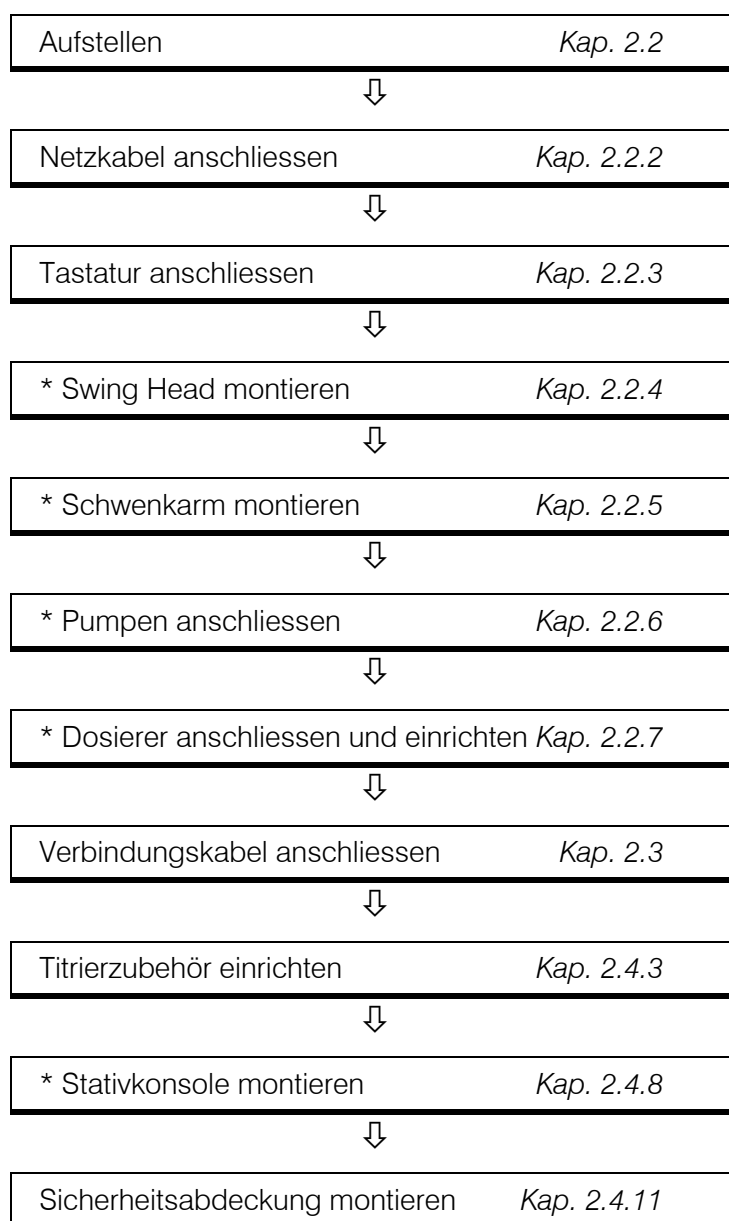 Aufstellen Kap. 2.2
⇩
Netzkabel anschliessen Kap. 2.2.2
⇩
Tastatur anschliessen Kap. 2.2.3
⇩
* Swing Head montieren Kap. 2.2.4
⇩
* Schwenkarm montieren Kap. 2.2.5
⇩
* Pumpen anschliessen Kap. 2.2.6
⇩
* Dosierer anschliessen und einrichten Kap. 2.2.7
⇩
Verbindungskabel anschliessen Kap. 2.3
⇩
Titrierzubehör einrichten Kap. 2.4.3
⇩
* Stativkonsole montieren Kap. 2.4.8
⇩
Sicherheitsabdeckung montieren Kap. 2.4.11